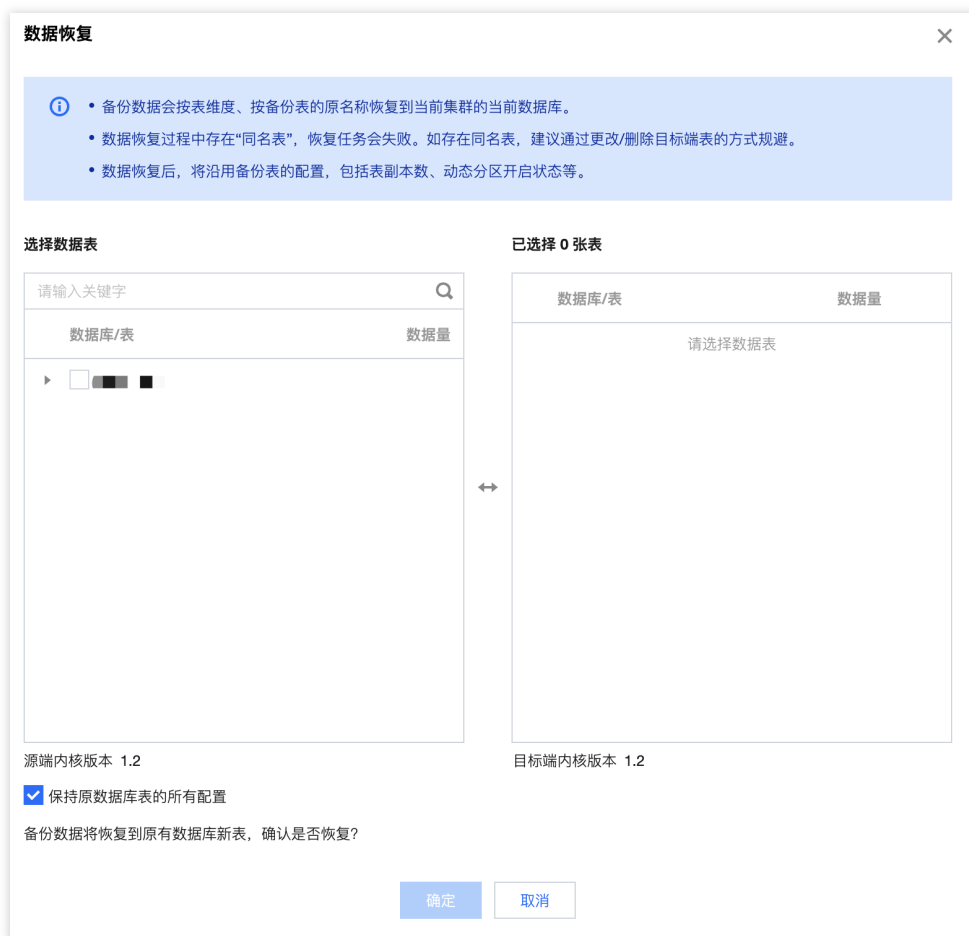 数据恢复
• 备份数据会按表维度、按备份表的原名称恢复到当前集群的当前数据库。
• 数据恢复过程中存在“同名表”，恢复任务会失败。如存在同名表，建议通过更改/删除目标端表的方式规避。
• 数据恢复后，将沿用备份表的配置，包括表副本数、动态分区开启状态等。
选择数据表
已选择 0 张表
请输入关键字
数据库/表 数据量
数据库/表 数据量
请选择数据表
源端内核版本 1.2
目标端内核版本 1.2
保持原数据库表的所有配置
备份数据将恢复到原有数据库新表，确认是否恢复?
确定 取消